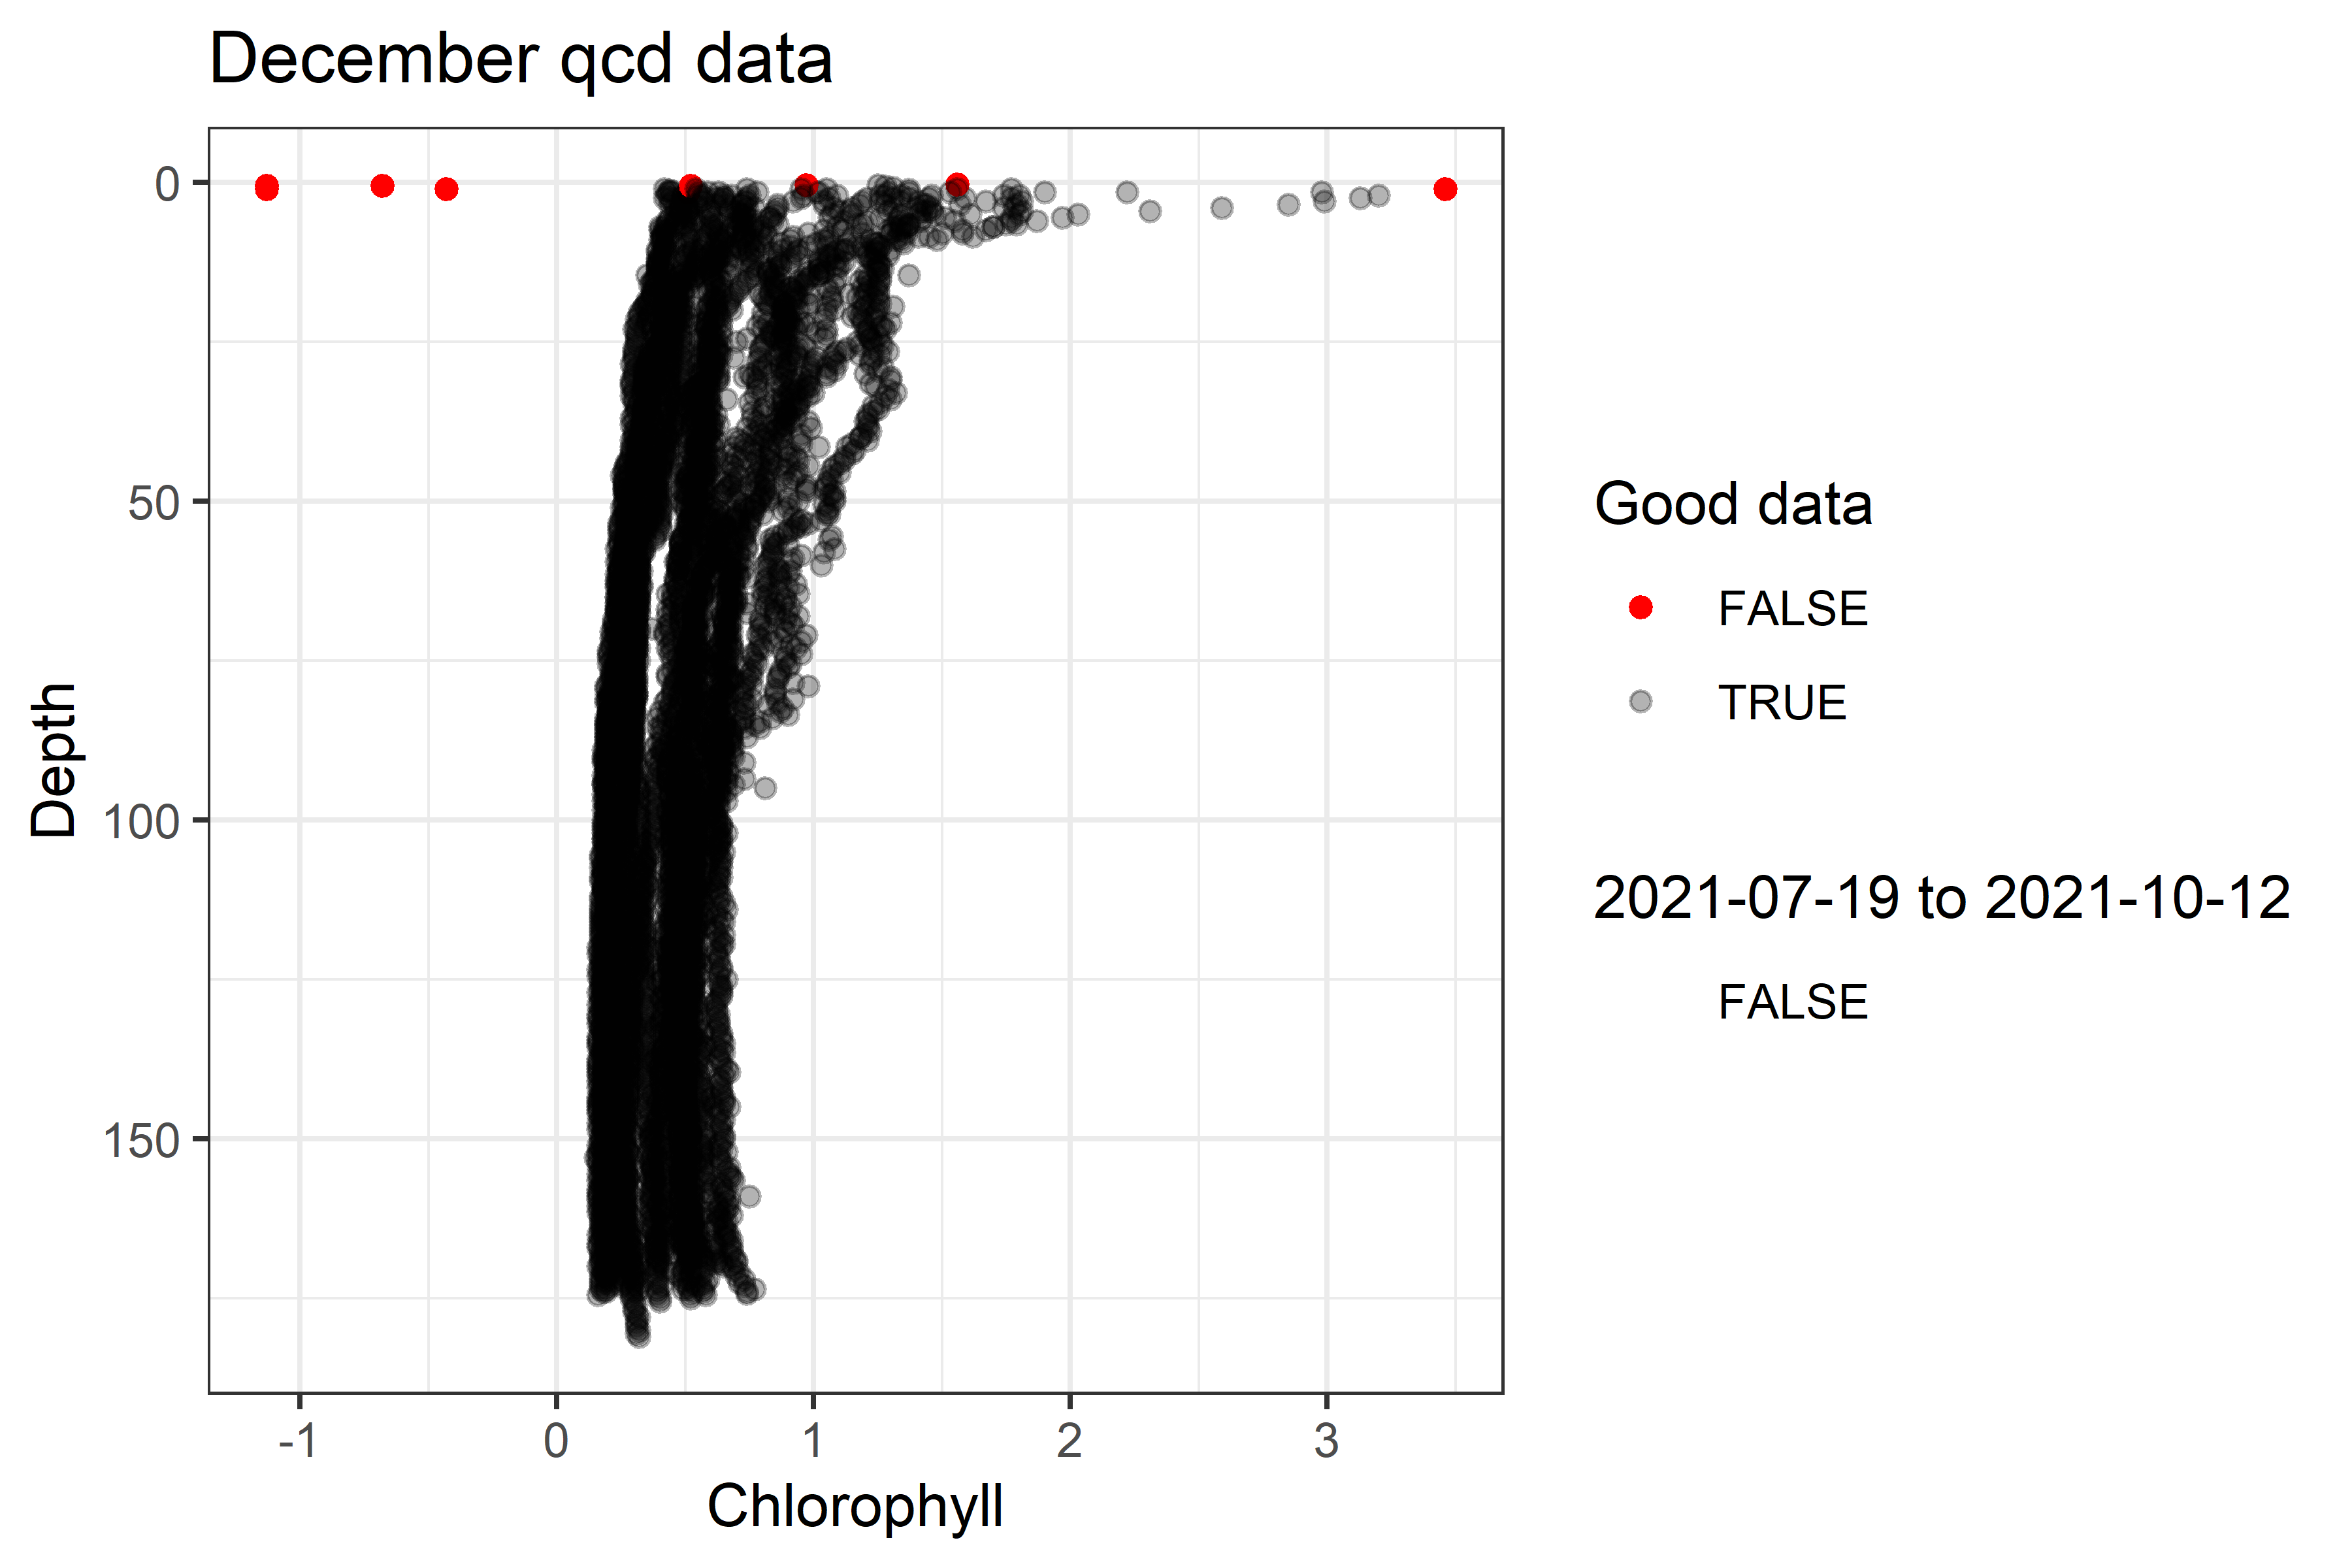 December qcd data
0
50
100
150
Depth
-1
0
1
2
3
Chlorophyll
Good data
FALSE
TRUE
2021-07-19 to 2021-10-12
FALSE